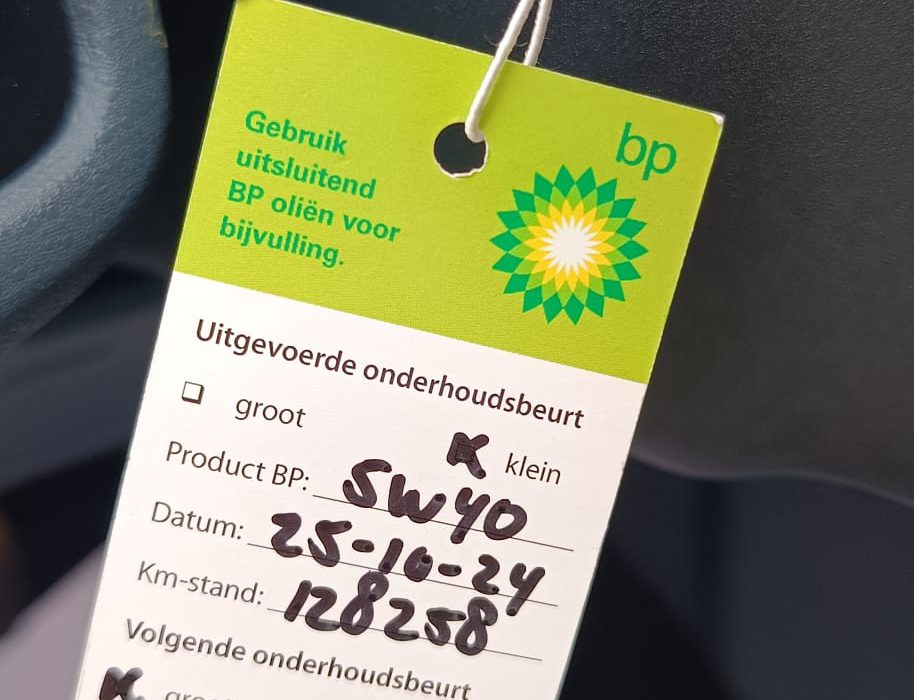 bp
Gebruik
uitsluitend
BP oliën voor
bijvulling.
Uitgevoerde onderhoudsbeurt
groot klein
Product BP: SW40
Datum: 25-10-24
Km-stand: 128258
Volgende onderhoudsbeurt